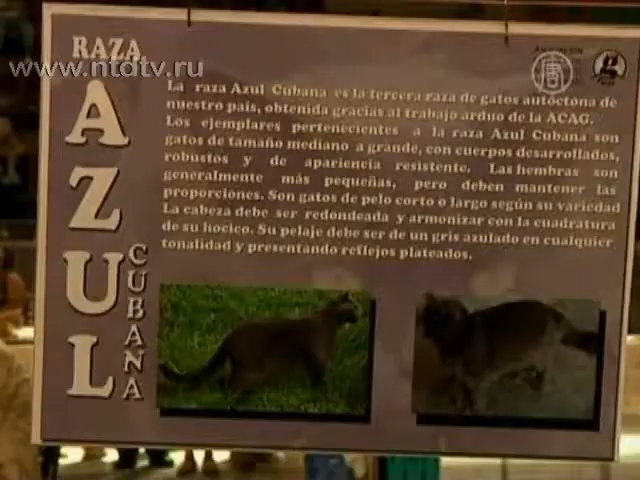 www.ntdtv.ru
RAZA
AZUL
CUBANA
La raza Azul Cubana es la tercera raza de gatos autóctona de
nuestro país, obtenida gracias al trabajo arduo de la ACAG.
Los ejemplares pertenecientes a la raza Azul Cubana son
gatos de tamaño mediano a grande, con cuerpos desarrollados,
robustos y de apariencia resistente. Las hembras son
generalmente más pequeñas, pero deben mantener las
proporciones. Son gatos de pelo corto o largo según su variedad
La cabeza debe ser redondeada y armonizar con la cuadratura
de su hocico. Su pelaje debe ser de un gris azulado en cualquier
tonalidad y presentando reflejos plateados.